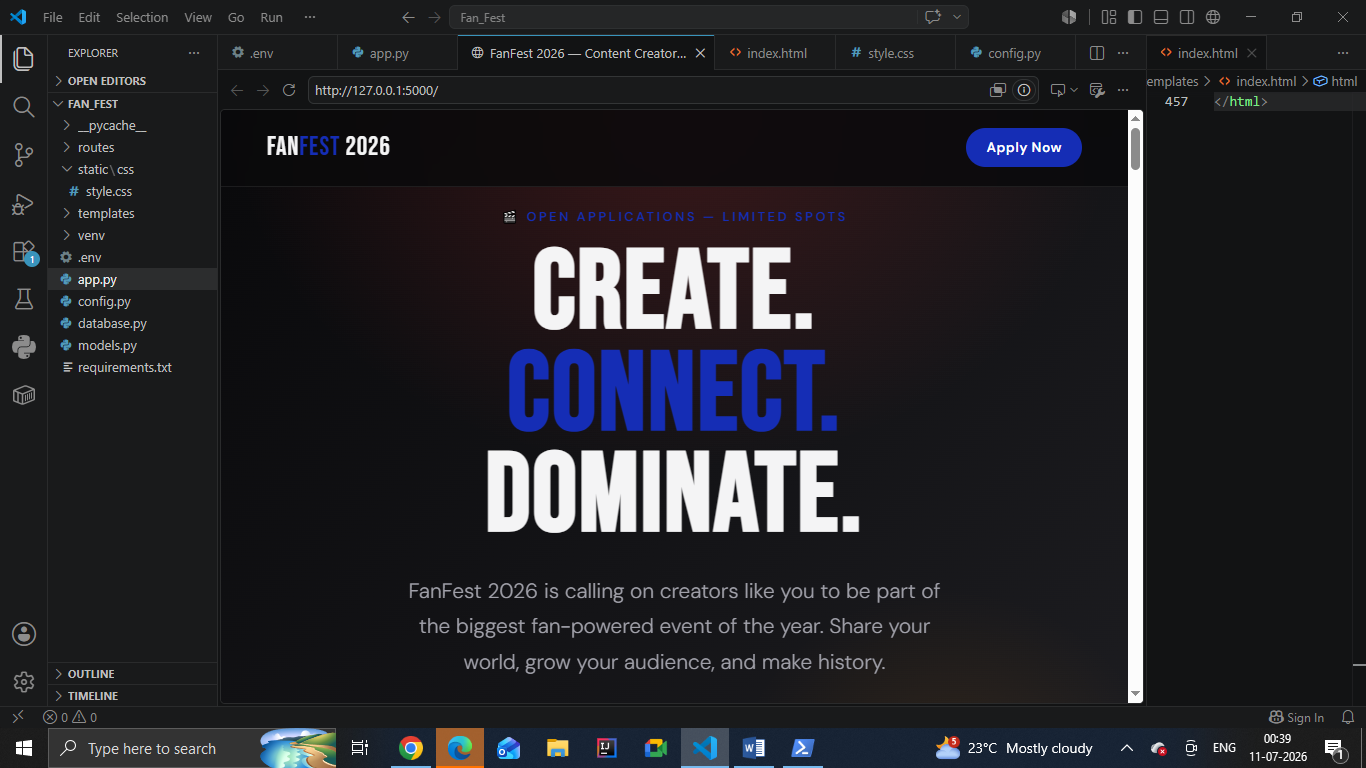 File Edit Selection View Go Run ···
Fan_Fest
EXPLORER ···
OPEN EDITORS
FAN_FEST
__pycache__
routes
static\css
# style.css
templates
venv
.env
app.py
config.py
database.py
models.py
requirements.txt
OUTLINE
TIMELINE
1
.env
app.py
FanFest 2026 — Content Creator...
index.html
# style.css
config.py
···
http://127.0.0.1:5000/
···
FANFEST 2026
Apply Now
OPEN APPLICATIONS — LIMITED SPOTS
CREATE.
CONNECT.
DOMINATE.
FanFest 2026 is calling on creators like you to be part of
the biggest fan-powered event of the year. Share your
world, grow your audience, and make history.
index.html
···
emplates > index.html > html
457 </html>
0 0
Sign In
Type here to search
5
23°C Mostly cloudy
ENG
00:39
11-07-2026
1